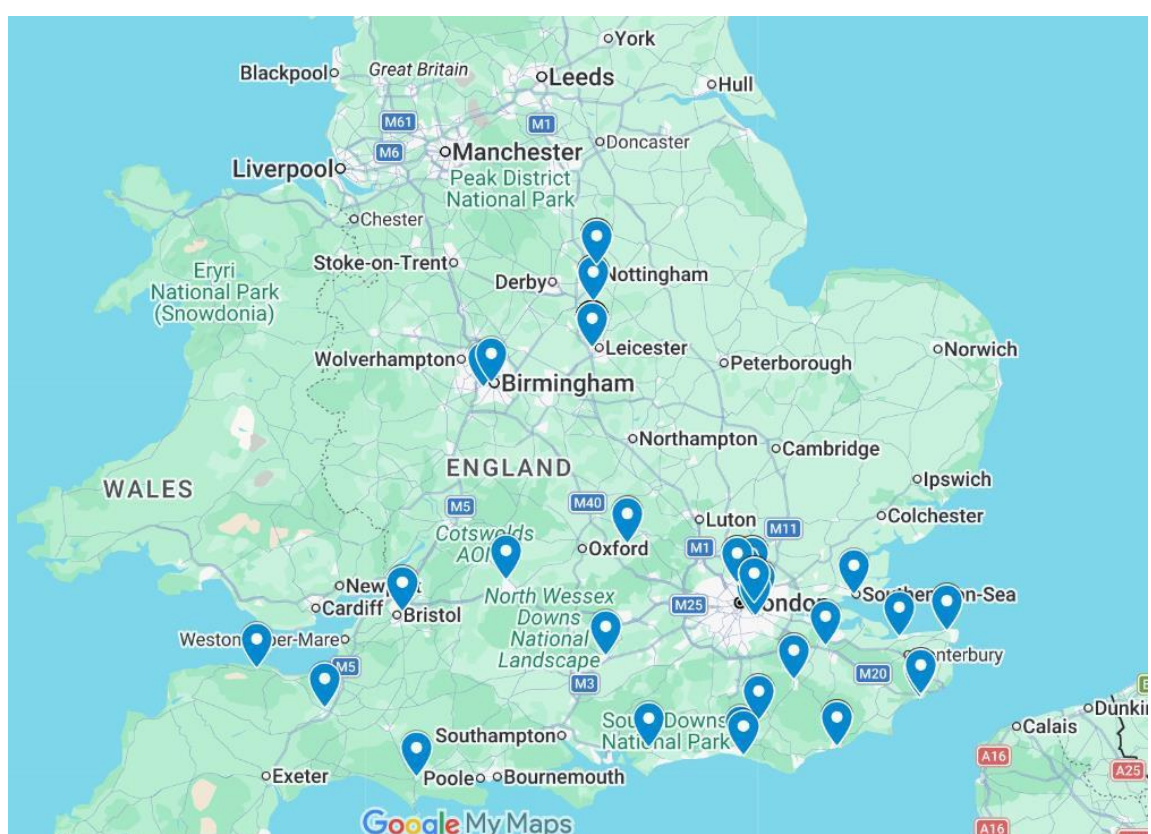 York
Blackpool
Great Britain
Leeds
Hull
M61
M1
M6
Manchester
Doncaster
Liverpool
Peak District
National Park
Chester
Eryri
National Park
(Snowdonia)
Stoke-on-Trent
Nottingham
Derby
Wolverhampton
Leicester
Peterborough
Norwich
Birmingham
Northampton
Cambridge
ENGLAND
WALES
Ipswich
M5
M40
Luton
Colchester
M11
Cotswolds
Oxford
M1
North Wessex
Downs
National
Landscape
Cardiff
Bristol
M25
M5
M20
M3
National Park
Southampton
Exeter
Poole
Bournemouth
Calais
A16
A25
A16
Google My Maps